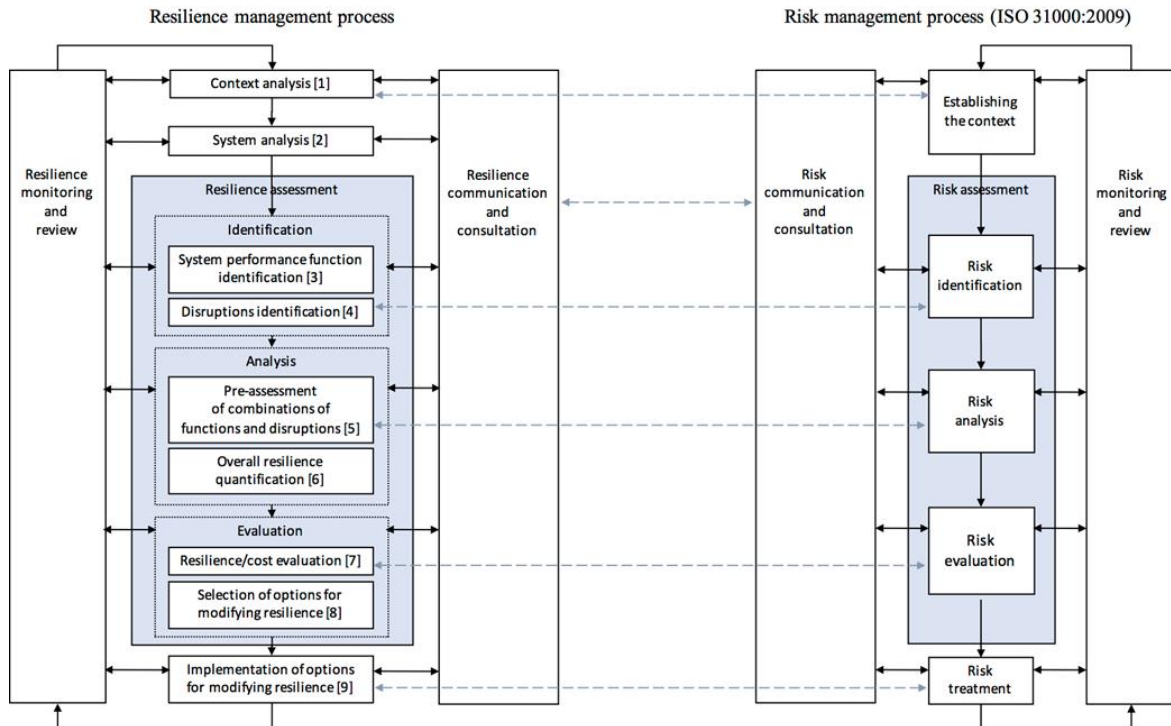 Resilience management process
Context analysis [1]
System analysis [2]
Resilience
monitoring
and
review
Resilience assessment
Identification
System performance function
identification [3]
Disruptions identification [4]
Analysis
Pre-assessment
of combinations of
functions and disruptions [5]
Overall resilience
quantification [6]
Evaluation
Resilience/cost evaluation [7]
Selection of options for
modifying resilience [8]
Implementation of options
for modifying resilience [9]
Resilience
communication
and
consultation
Risk management process (ISO 31000:2009)
Risk
communication
and
consultation
Establishing
the context
Risk assessment
Risk
identification
Risk
analysis
Risk
evaluation
Risk
treatment
Risk
monitoring
and
review